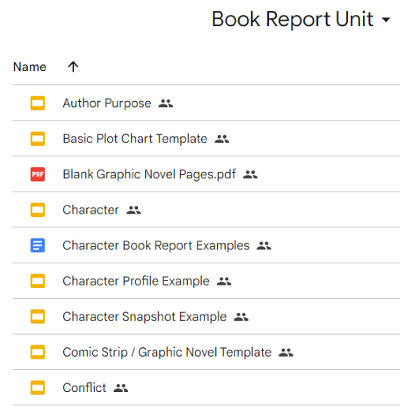 Book Report Unit
Name
Author Purpose
Basic Plot Chart Template
PDF Blank Graphic Novel Pages.pdf
Character
Character Book Report Examples
Character Profile Example
Character Snapshot Example
Comic Strip / Graphic Novel Template
Conflict